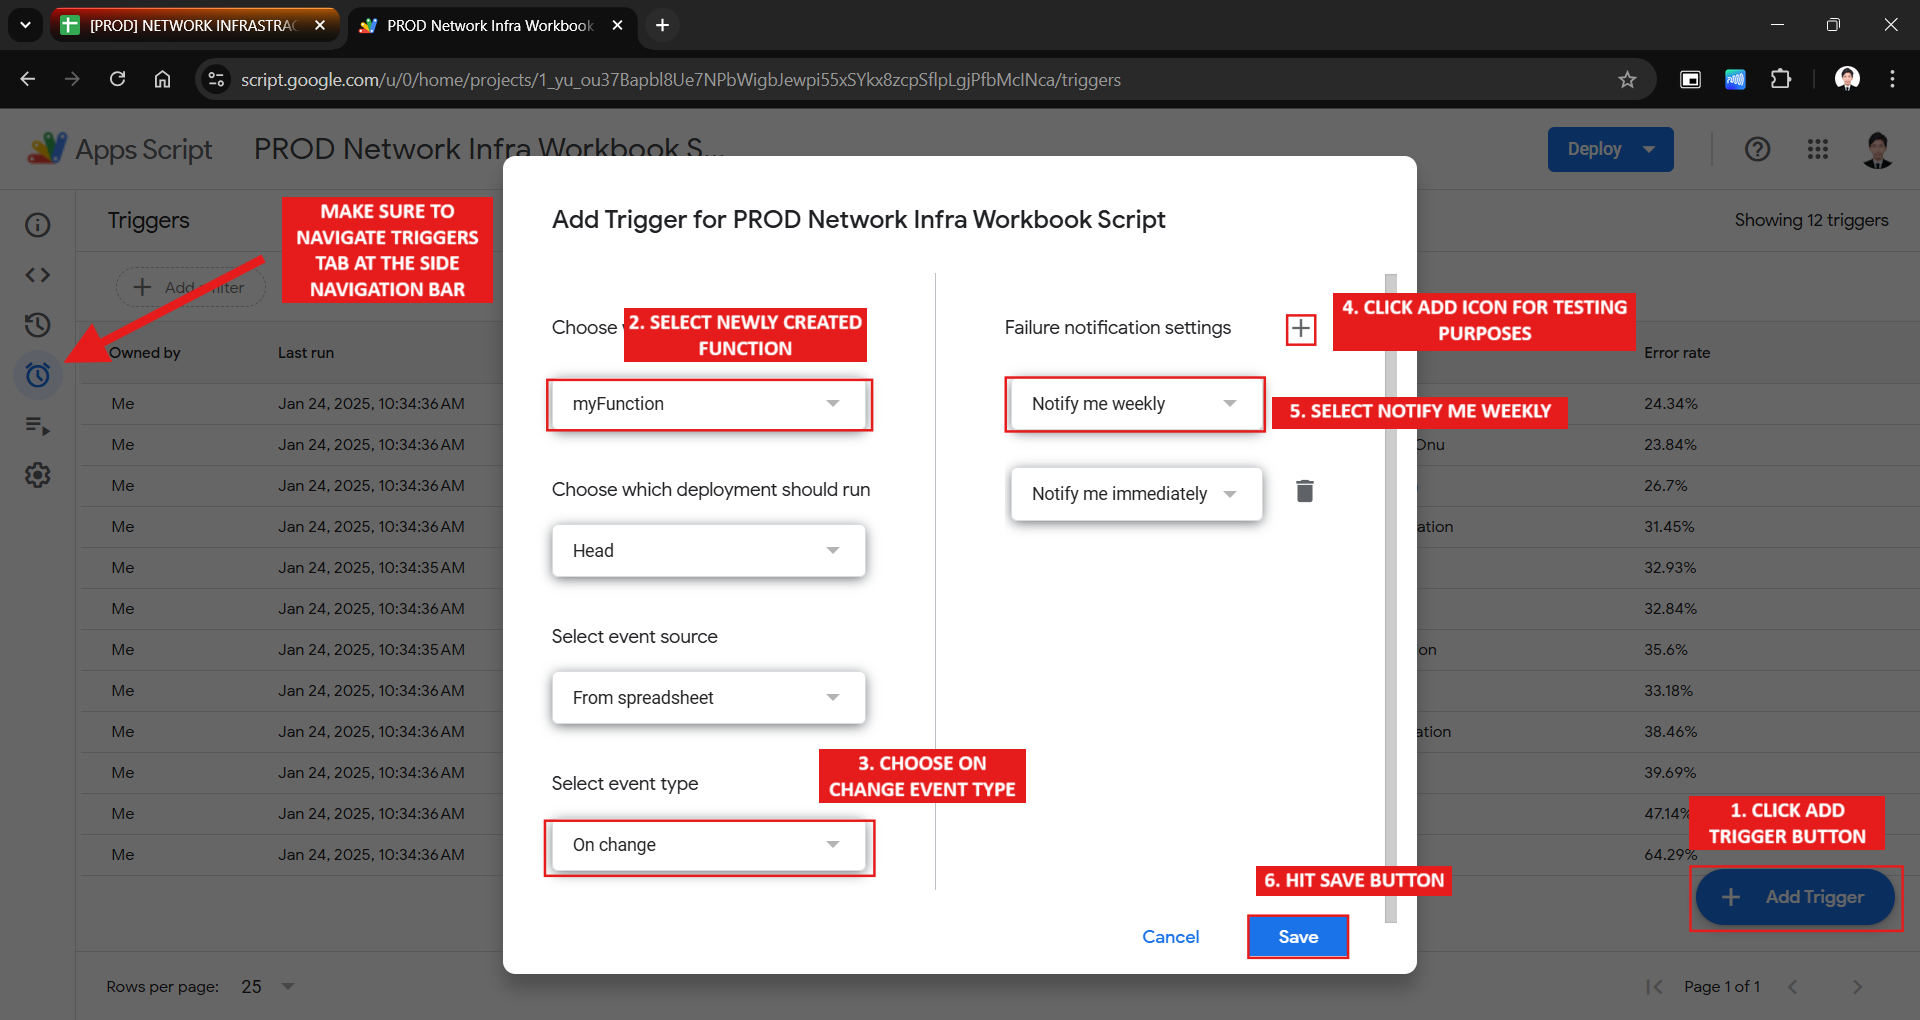 [PROD] NETWORK INFRASTRAC
PROD Network Infra Workbook
script.google.com/u/0/home/projects/1_yu_ou37Bapbl8Ue7NPbWigbJewpi55xSYkx8zcpSflpLgjPfbMclNca/triggers
Apps Script
PROD Network Infra Workbook S...
Deploy
Triggers
Showing 12 triggers
MAKE SURE TO
NAVIGATE TRIGGERS
TAB AT THE SIDE
NAVIGATION BAR
Add a filter
Owned by
Last run
Error rate
Me
Jan 24, 2025, 10:34:36 AM
24.34%
Me
Jan 24, 2025, 10:34:36 AM
Onu
23.84%
Me
Jan 24, 2025, 10:34:36 AM
26.7%
Me
Jan 24, 2025, 10:34:36 AM
ation
31.45%
Me
Jan 24, 2025, 10:34:35 AM
32.93%
Me
Jan 24, 2025, 10:34:36 AM
32.84%
Me
Jan 24, 2025, 10:34:35 AM
on
35.6%
Me
Jan 24, 2025, 10:34:36 AM
33.18%
Me
Jan 24, 2025, 10:34:36 AM
ation
38.46%
Me
Jan 24, 2025, 10:34:36 AM
39.69%
Me
Jan 24, 2025, 10:34:36 AM
47.14%
Me
Jan 24, 2025, 10:34:36 AM
64.29%
Add Trigger for PROD Network Infra Workbook Script
Choose
2. SELECT NEWLY CREATED
FUNCTION
myFunction
Choose which deployment should run
Head
Select event source
From spreadsheet
Select event type
3. CHOOSE ON
CHANGE EVENT TYPE
On change
Failure notification settings
4. CLICK ADD ICON FOR TESTING
PURPOSES
Notify me weekly
5. SELECT NOTIFY ME WEEKLY
Notify me immediately
6. HIT SAVE BUTTON
Cancel
Save
1. CLICK ADD
TRIGGER BUTTON
Add Trigger
Rows per page:
25
Page 1 of 1